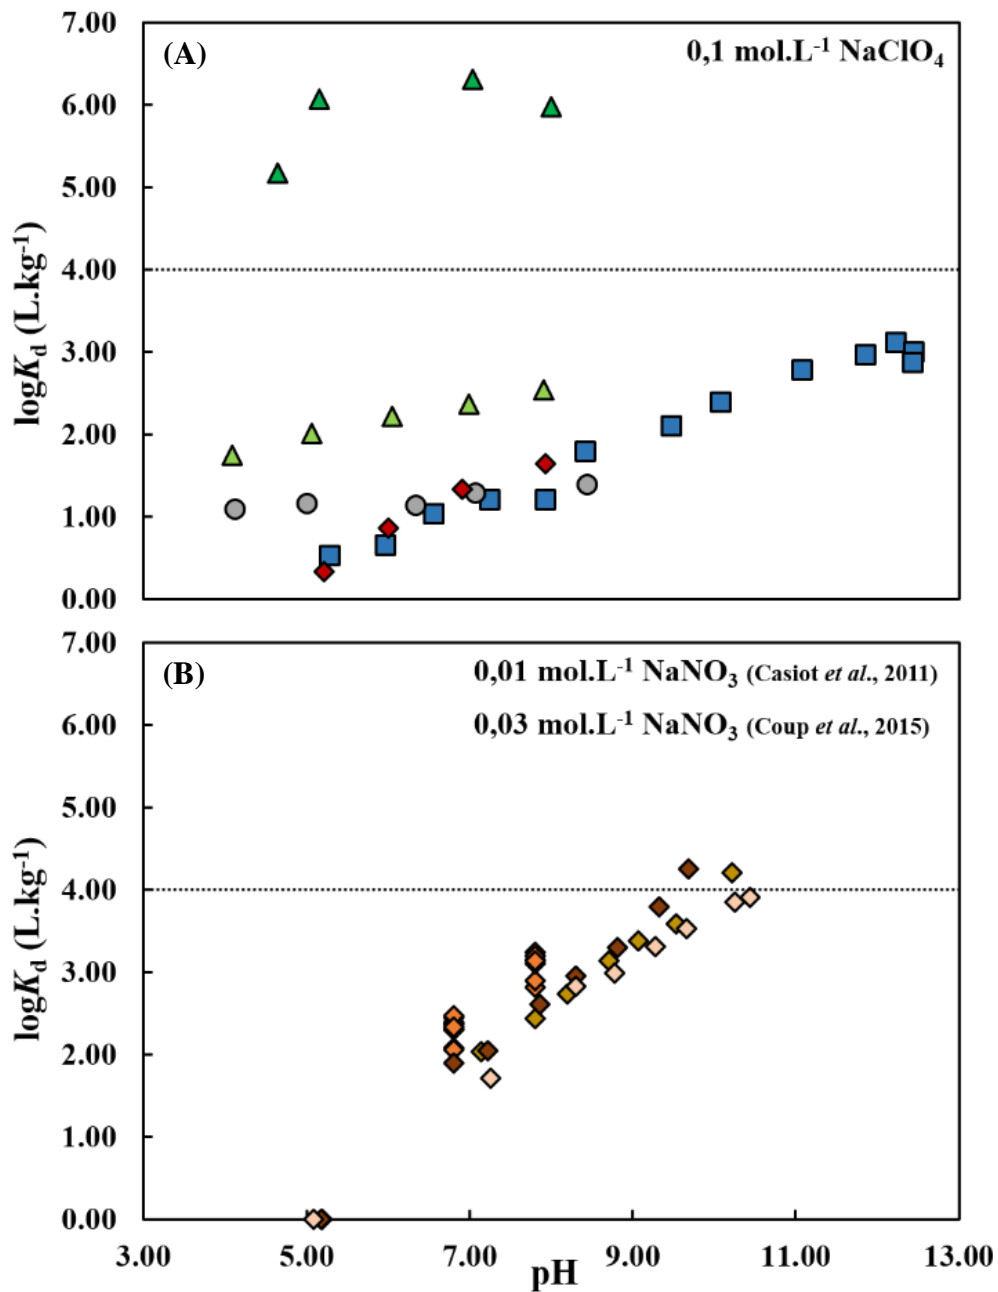 7.00
(A)
0,1 mol.L-1 NaClO4
6.00
5.00
4.00
3.00
2.00
1.00
0.00
logKd (L.kg-1)
7.00
(B)
0,01 mol.L-1 NaNO3 (Casiot et al., 2011)
0,03 mol.L-1 NaNO3 (Coup et al., 2015)
6.00
5.00
4.00
3.00
2.00
1.00
0.00
logKd (L.kg-1)
3.00 5.00 7.00 9.00 11.00 13.00
pH